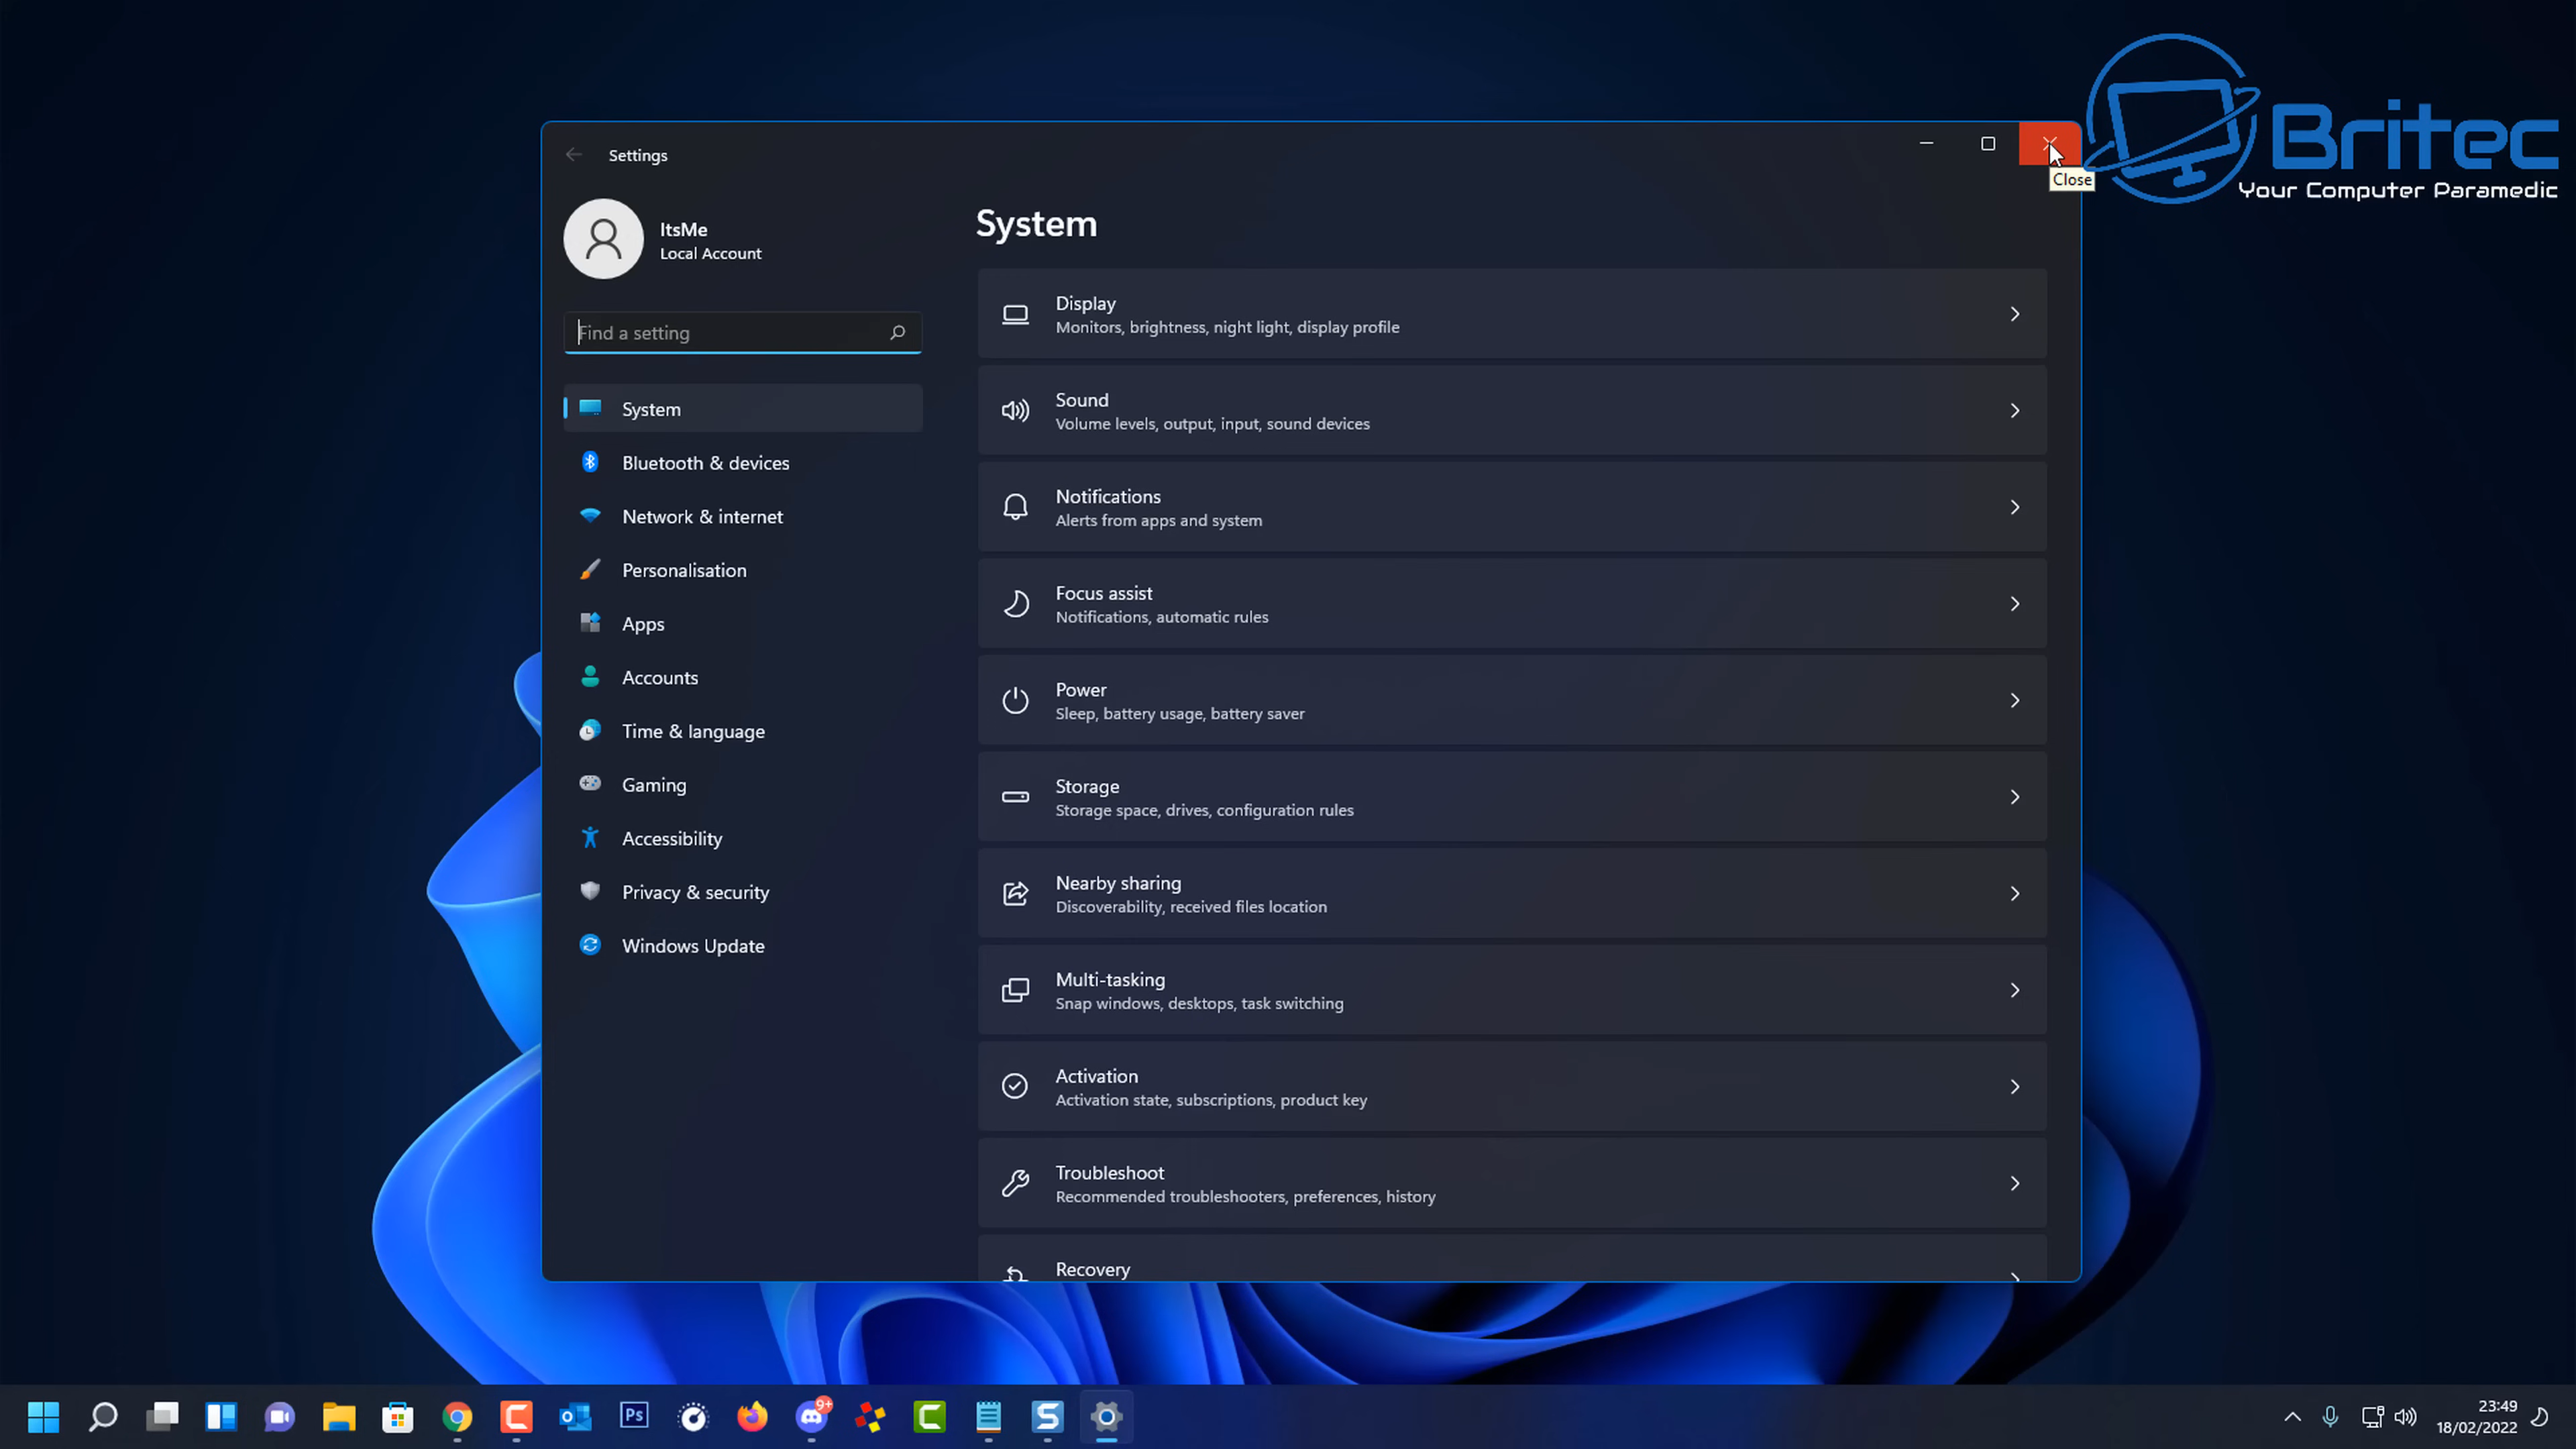 Britec
Your Computer Paramedic
Settings
Close
ItsMe
Local Account
Find a setting
System
Bluetooth & devices
Network & internet
Personalisation
Apps
Accounts
Time & language
Gaming
Accessibility
Privacy & security
Windows Update
System
Display
Monitors, brightness, night light, display profile
Sound
Volume levels, output, input, sound devices
Notifications
Alerts from apps and system
Focus assist
Notifications, automatic rules
Power
Sleep, battery usage, battery saver
Storage
Storage space, drives, configuration rules
Nearby sharing
Discoverability, received files location
Multi-tasking
Snap windows, desktops, task switching
Activation
Activation state, subscriptions, product key
Troubleshoot
Recommended troubleshooters, preferences, history
Recovery
Ps
9+
23:49
18/02/2022